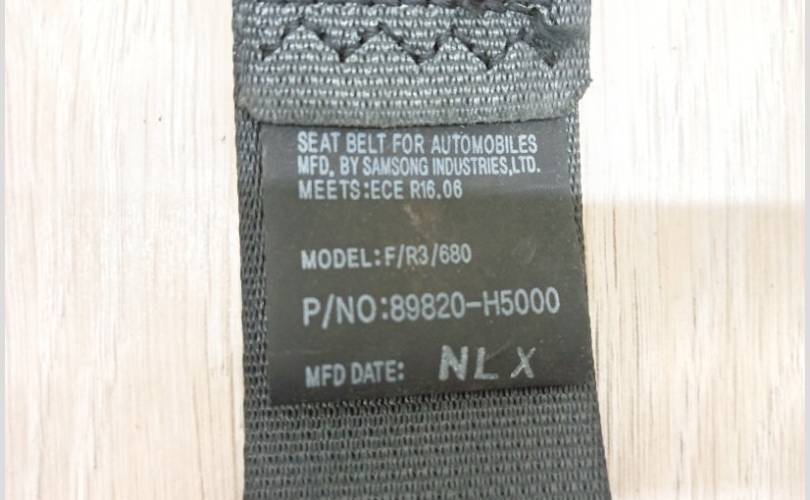 SEAT BELT FOR AUTOMOBILES
MFD. BY SAMSONG INDUSTRIES,LTD.
MEETS:ECE R16.06
MODEL:F/R3/680
P/NO:89820-H5000
MFD DATE: NLX